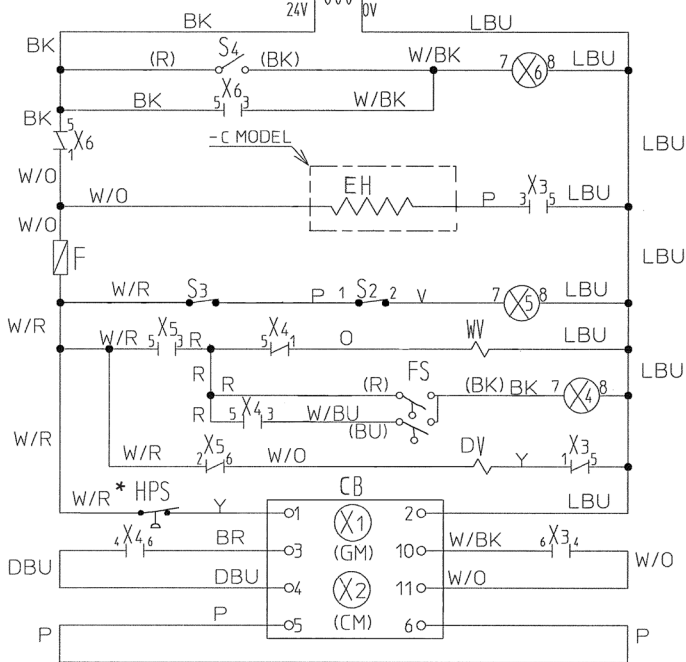 24V 0V
BK LBU
BK (R) S4 (BK) W/BK 7 X6 8 LBU
BK 5 X6 3 W/BK
BK 5 X6 1
-C MODEL
LBU
W/O
W/O EH P 3 X3 5 LBU
W/O
F
LBU
W/R S3 P 1 S2 2 V 7 X5 8 LBU
W/R
W/R 5 X5 3 R 5 X4 1 O WV LBU
LBU
R R (R) FS (BK) BK 7 X4 8
R 5 X4 3 W/BU
(BU)
W/R
W/R 2 X5 6 W/O DV Y 1 X3 5
CB
W/R * HPS Y 1 X1 2 LBU
4 X4 6 BR 3 (GM) 10 W/BK 6 X3 4
DBU W/O
DBU 4 X2 11 W/O
P 5 (CM) 6
P P